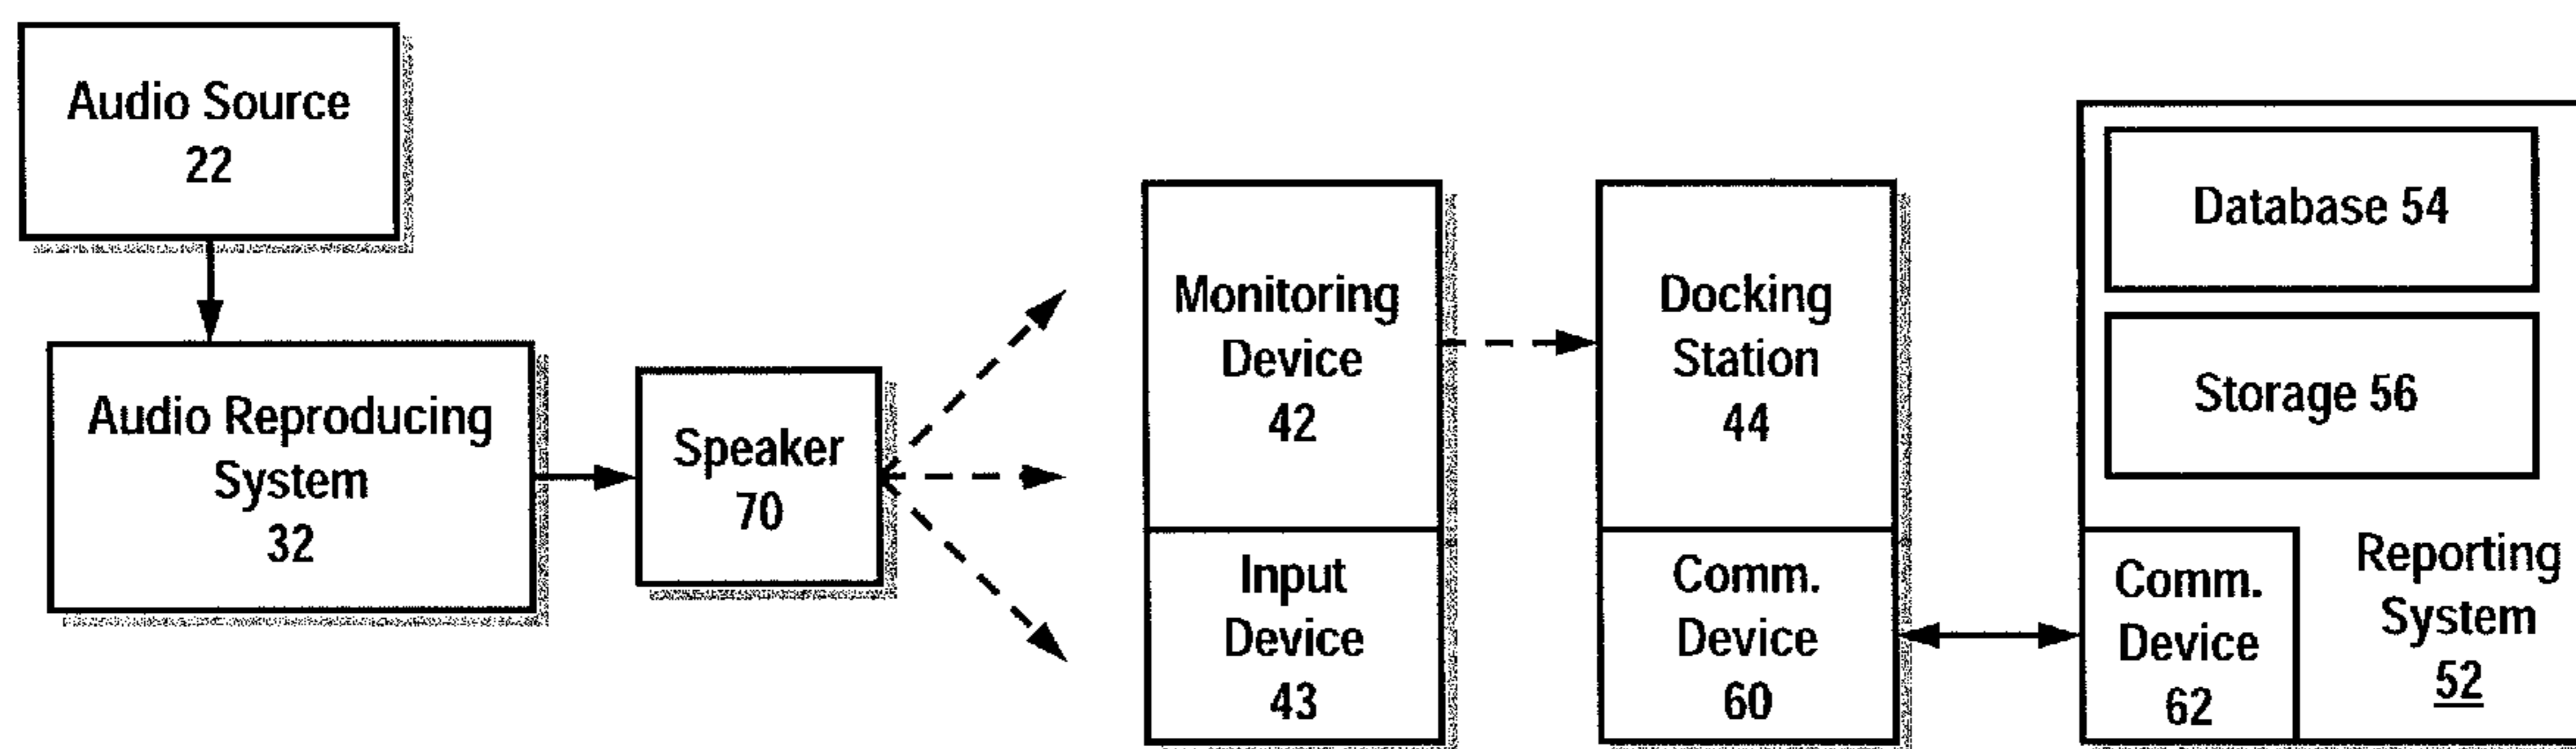 Audio Source
22
Audio Reproducing
System
32
Speaker
70
Monitoring
Device
42
Input
Device
43
Docking
Station
44
Comm.
Device
60
Database 54
Storage 56
Comm.
Device
62
Reporting
System
52